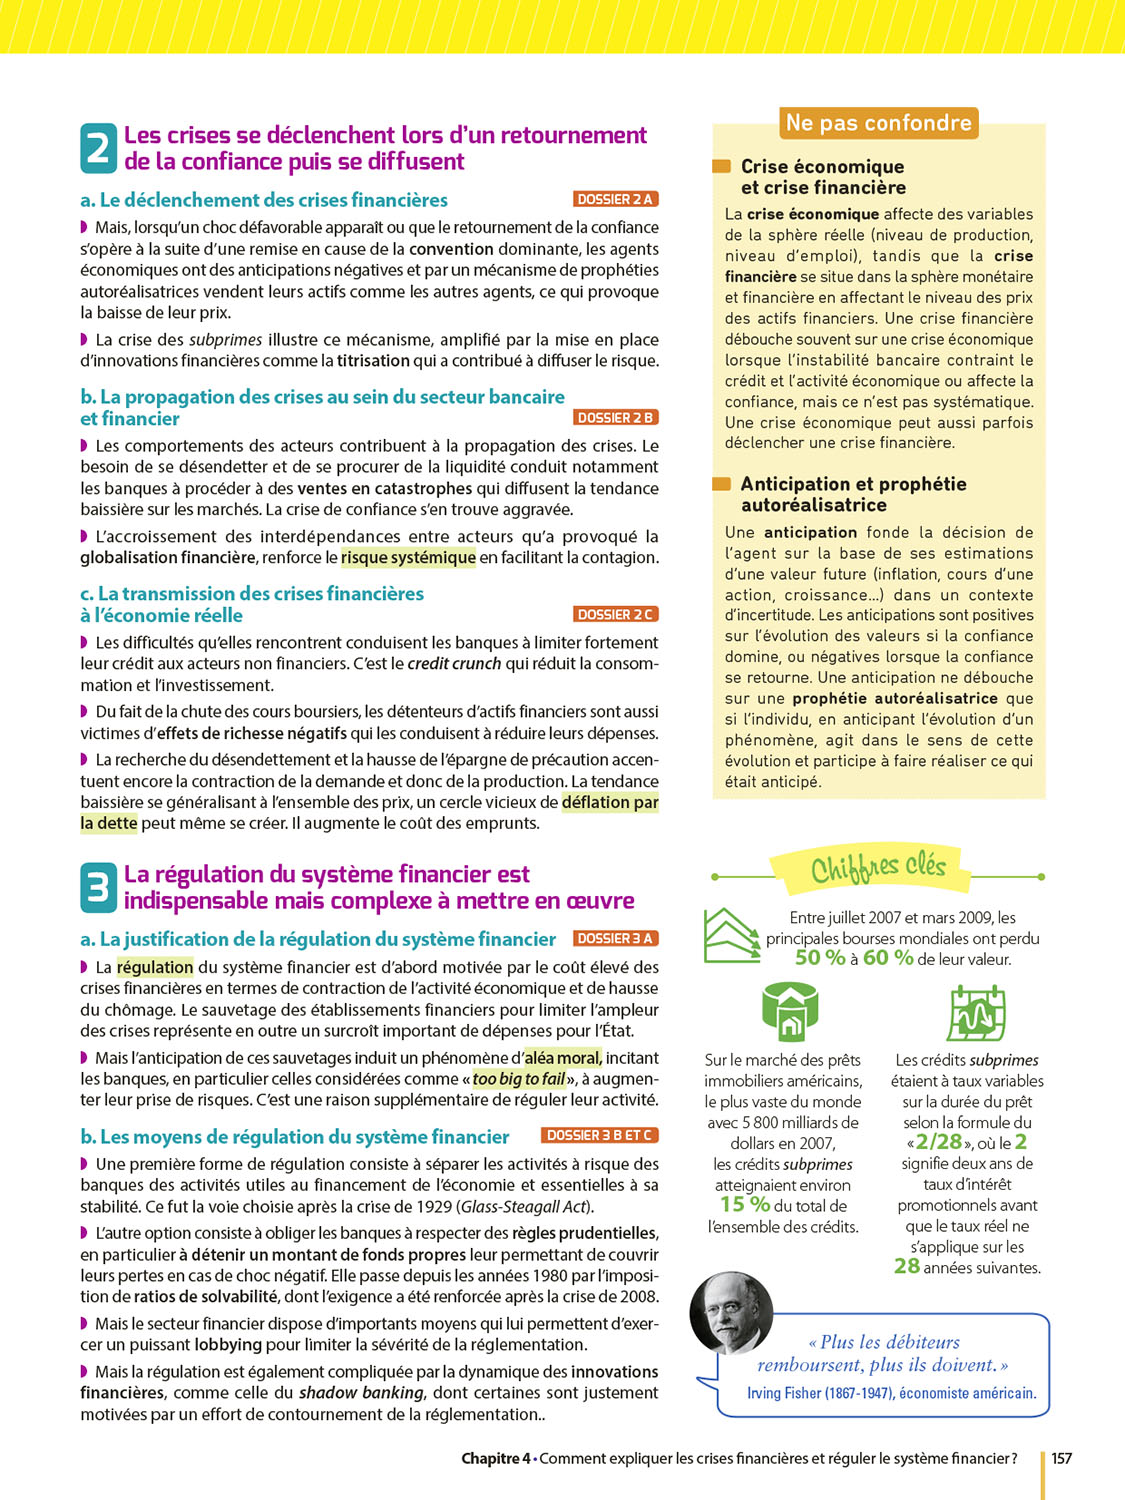 2
Les crises se déclenchent lors d'un retournement
de la confiance puis se diffusent
a. Le déclenchement des crises financières
DOSSIER 2 A
Mais, lorsqu'un choc défavorable apparaît ou que le retournement de la confiance
s'opère à la suite d'une remise en cause de la convention dominante, les agents
économiques ont des anticipations négatives et par un mécanisme de prophéties
autoréalisatrices vendent leurs actifs comme les autres agents, ce qui provoque
la baisse de leur prix.
La crise des subprimes illustre ce mécanisme, amplifié par la mise en place
d'innovations financières comme la titrisation qui a contribué à diffuser le risque.
b. La propagation des crises au sein du secteur bancaire
et financier
DOSSIER 2 B
Les comportements des acteurs contribuent à la propagation des crises. Le
besoin de se désendetter et de se procurer de la liquidité conduit notamment
les banques à procéder à des ventes en catastrophes qui diffusent la tendance
baissière sur les marchés. La crise de confiance s'en trouve aggravée.
L'accroissement des interdépendances entre acteurs qu'a provoqué la
globalisation financière, renforce le risque systémique en facilitant la contagion.
c. La transmission des crises financières
à l'économie réelle
DOSSIER 2 C
Les difficultés qu'elles rencontrent conduisent les banques à limiter fortement
leur crédit aux acteurs non financiers. C'est le credit crunch qui réduit la consom-
mation et l'investissement.
Du fait de la chute des cours boursiers, les détenteurs d'actifs financiers sont aussi
victimes d'effets de richesse négatifs qui les conduisent à réduire leurs dépenses.
La recherche du désendettement et la hausse de l'épargne de précaution accen-
tuent encore la contraction de la demande et donc de la production. La tendance
baissière se généralisant à l'ensemble des prix, un cercle vicieux de déflation par
la dette peut même se créer. Il augmente le coût des emprunts.
3
La régulation du système financier est
indispensable mais complexe à mettre en œuvre
a. La justification de la régulation du système financier
DOSSIER 3 A
La régulation du système financier est d'abord motivée par le coût élevé des
crises financières en termes de contraction de l'activité économique et de hausse
du chômage. Le sauvetage des établissements financiers pour limiter l'ampleur
des crises représente en outre un surcroît important de dépenses pour l'État.
Mais l'anticipation de ces sauvetages induit un phénomène d'aléa moral, incitant
les banques, en particulier celles considérées comme « too big to fail », à augmen-
ter leur prise de risques. C'est une raison supplémentaire de réguler leur activité.
b. Les moyens de régulation du système financier
DOSSIER 3 B ET C
Une première forme de régulation consiste à séparer les activités à risque des
banques des activités utiles au financement de l'économie et essentielles à sa
stabilité. Ce fut la voie choisie après la crise de 1929 (Glass-Steagall Act).
L'autre option consiste à obliger les banques à respecter des règles prudentielles,
en particulier à détenir un montant de fonds propres leur permettant de couvrir
leurs pertes en cas de choc négatif. Elle passe depuis les années 1980 par l'imposi-
tion de ratios de solvabilité, dont l'exigence a été renforcée après la crise de 2008.
Mais le secteur financier dispose d'importants moyens qui lui permettent d'exer-
cer un puissant lobbying pour limiter la sévérité de la réglementation.
Mais la régulation est également compliquée par la dynamique des innovations
financières, comme celle du shadow banking, dont certaines sont justement
motivées par un effort de contournement de la réglementation..
Ne pas confondre
Crise économique
et crise financière
La crise économique affecte des variables
de la sphère réelle (niveau de production,
niveau d'emploi), tandis que la crise
financière se situe dans la sphère monétaire
et financière en affectant le niveau des prix
des actifs financiers. Une crise financière
débouche souvent sur une crise économique
lorsque l'instabilité bancaire contraint le
crédit et l'activité économique ou affecte la
confiance, mais ce n'est pas systématique.
Une crise économique peut aussi parfois
déclencher une crise financière.
Anticipation et prophétie
autoréalisatrice
Une anticipation fonde la décision de
l'agent sur la base de ses estimations
d'une valeur future (inflation, cours d'une
action, croissance...) dans un contexte
d'incertitude. Les anticipations sont positives
sur l'évolution des valeurs si la confiance
domine, ou négatives lorsque la confiance
se retourne. Une anticipation ne débouche
sur une prophétie autoréalisatrice que
si l'individu, en anticipant l'évolution d'un
phénomène, agit dans le sens de cette
évolution et participe à faire réaliser ce qui
était anticipé.
Chiffres clés
Entre juillet 2007 et mars 2009, les
principales bourses mondiales ont perdu
50 % à 60 % de leur valeur.
Sur le marché des prêts
immobiliers américains,
le plus vaste du monde
avec 5 800 milliards de
dollars en 2007,
les crédits subprimes
atteignaient environ
15 % du total de
l'ensemble des crédits.
Les crédits subprimes
étaient à taux variables
sur la durée du prêt
selon la formule du
« 2/28 », où le 2
signifie deux ans de
taux d'intérêt
promotionnels avant
que le taux réel ne
s'applique sur les
28 années suivantes.
« Plus les débiteurs
remboursent, plus ils doivent. »
Irving Fisher (1867-1947), économiste américain.
Chapitre 4 • Comment expliquer les crises financières et réguler le système financier ?
157